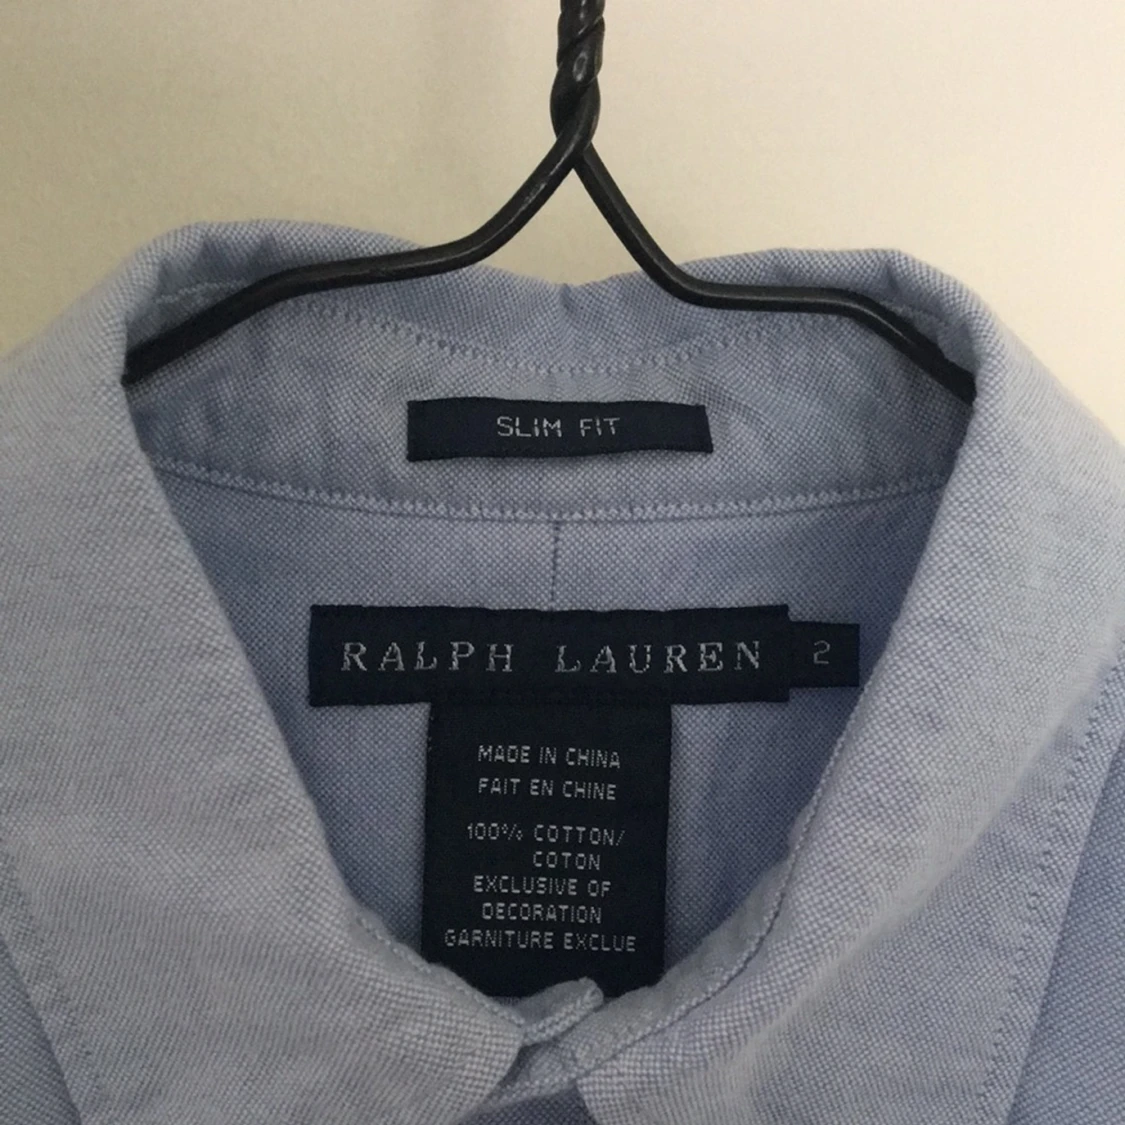 SLIM FIT
RALPH LAUREN 2
MADE IN CHINA
FAIT EN CHINE
100% COTTON/
COTON
EXCLUSIVE OF
DECORATION
GARNITURE EXCLUE